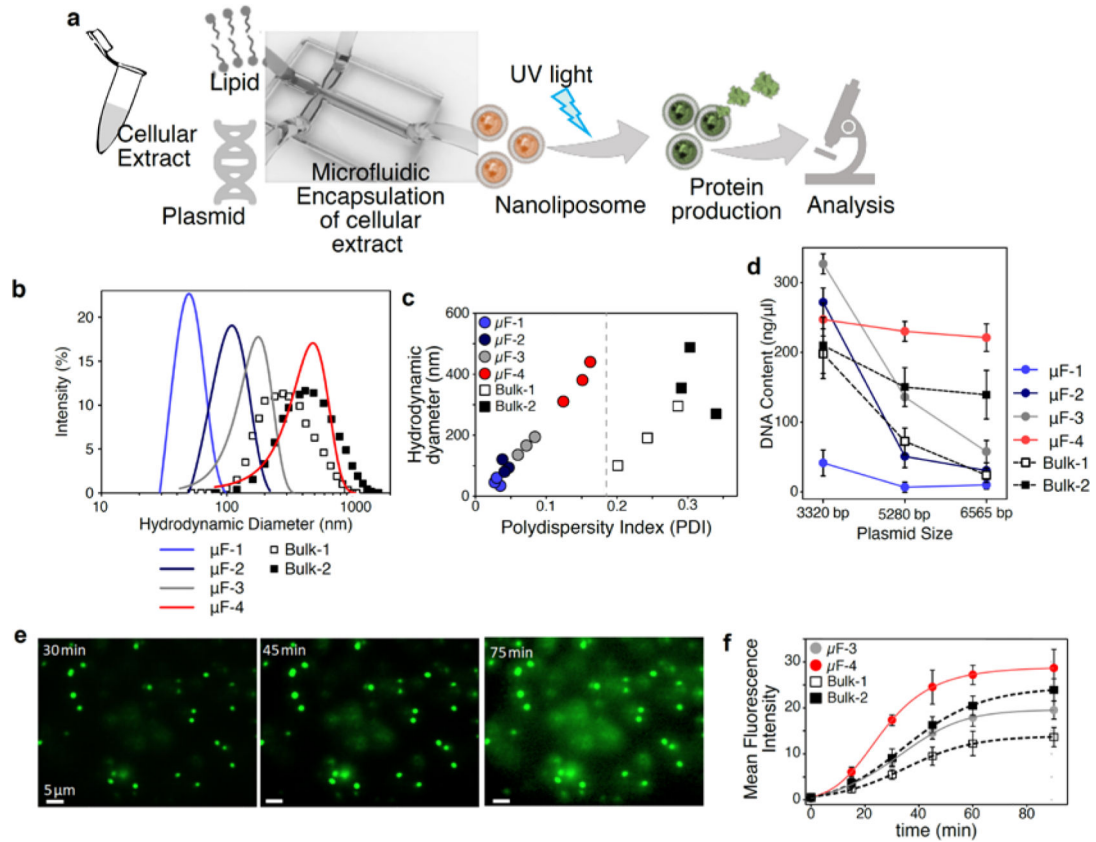 a
Lipid
Cellular
Extract
Plasmid
Microfluidic
Encapsulation
of cellular
extract
UV light
Nanoliposome
Protein
production
Analysis
b
Intensity (%)
20
15
10
5
0
10
100
1000
Hydrodynamic Diameter (nm)
μF-1
μF-2
μF-3
μF-4
Bulk-1
Bulk-2
c
Hydrodynamic
dyameter (nm)
600
400
200
0
μF-1
μF-2
μF-3
μF-4
Bulk-1
Bulk-2
0
0.1
0.2
0.3
Polydispersity Index (PDI)
d
DNA Content (ng/μl)
300
200
100
0
3320 bp
5280 bp
6565 bp
Plasmid Size
μF-1
μF-2
μF-3
μF-4
Bulk-1
Bulk-2
e
30min
5μm
45min
75min
f
Mean Fluorescence
Intensity
30
20
10
0
μF-3
μF-4
Bulk-1
Bulk-2
0
20
40
60
80
time (min)